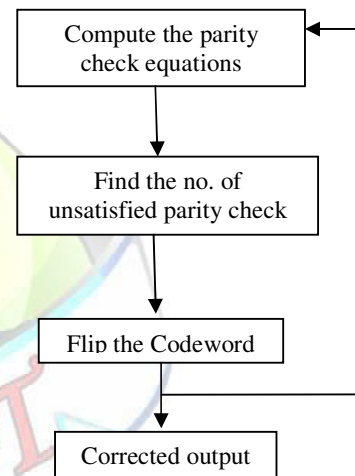 Compute the parity
check equations
Find the no. of
unsatisfied parity check
Flip the Codeword
Corrected output